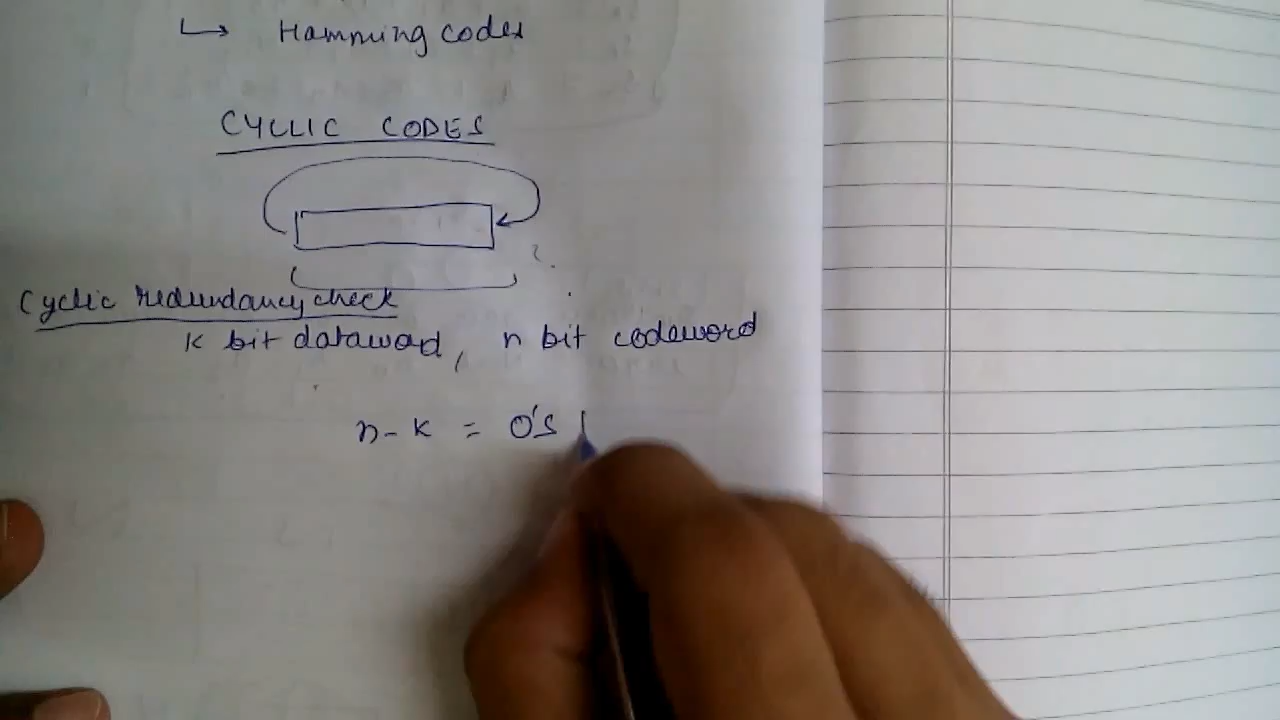 ↳ Hamming codes
CYCLIC CODES
Cyclic redundancy check
k bit dataword, n bit codeword
n-k = 0's